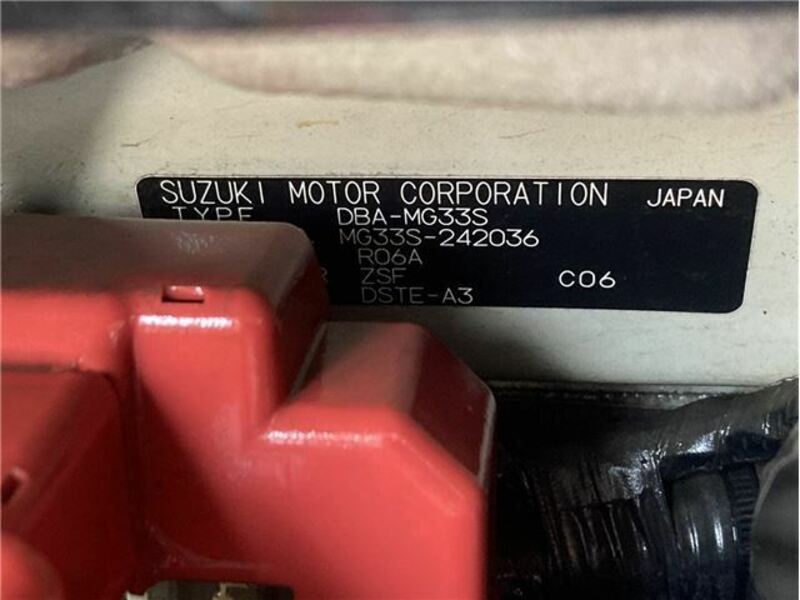 SUZUKI MOTOR CORPORATION JAPAN
TYPE DBA-MG33S
MG33S-242036
R06A
ZSF C06
DSTE-A3